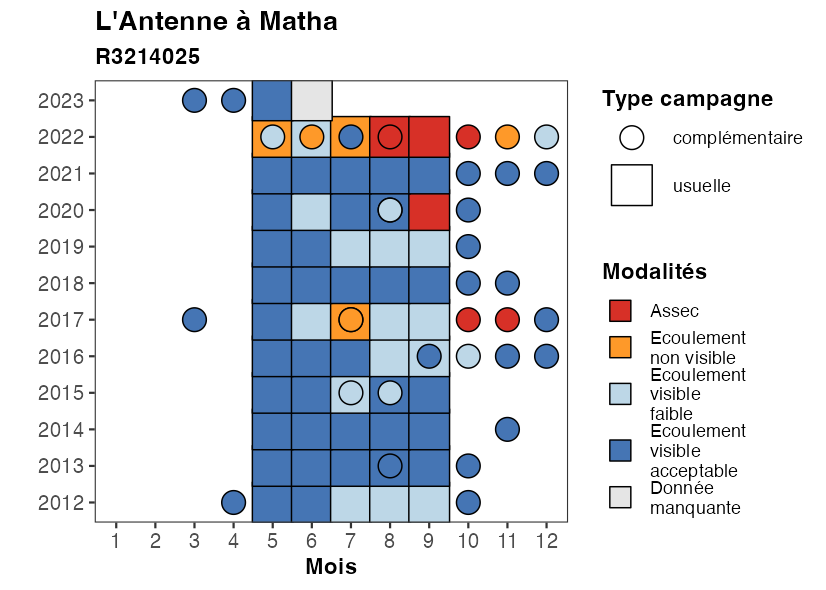 L'Antenne à Matha
R3214025
2023
2022
2021
2020
2019
2018
2017
2016
2015
2014
2013
2012
1 2 3 4 5 6 7 8 9 10 11 12
Mois
Type campagne
complémentaire
usuelle
Modalités
Assec
Ecoulement
non visible
Ecoulement
visible
faible
Ecoulement
visible
acceptable
Donnée
manquante